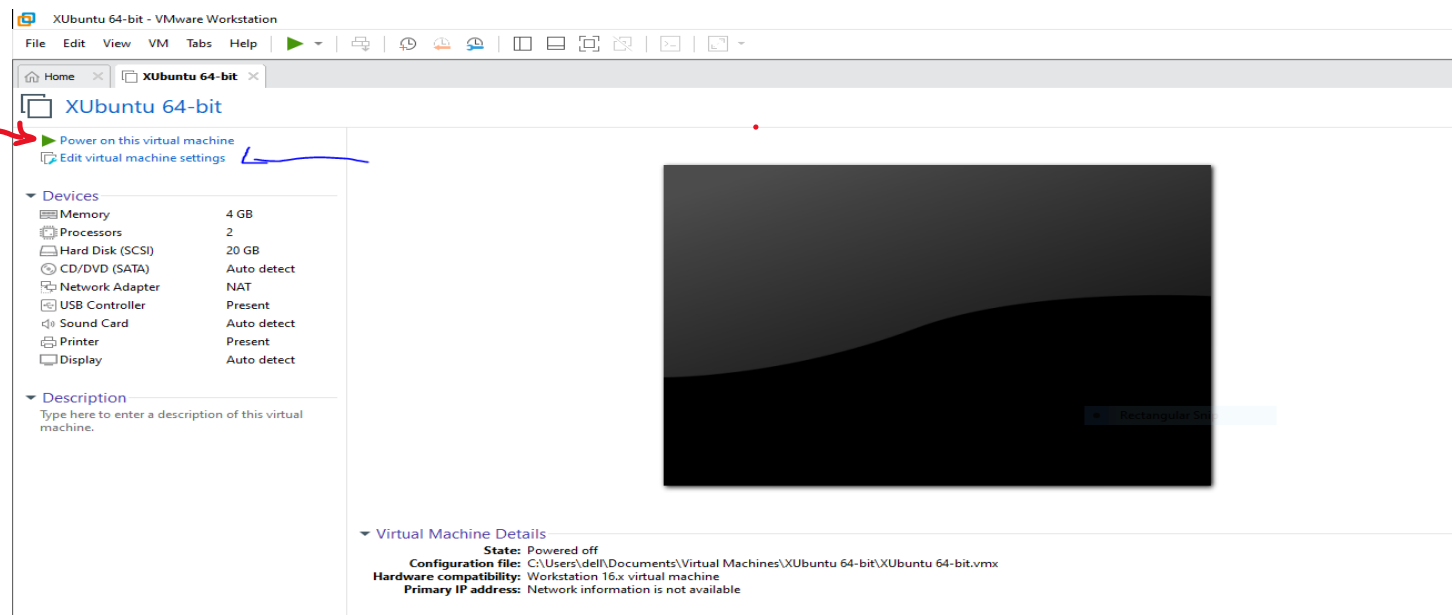 XUbuntu 64-bit - VMware Workstation
File Edit View VM Tabs Help
Home XUbuntu 64-bit
XUbuntu 64-bit
Power on this virtual machine
Edit virtual machine settings
Devices
Memory 4 GB
Processors 2
Hard Disk (SCSI) 20 GB
CD/DVD (SATA) Auto detect
Network Adapter NAT
USB Controller Present
Sound Card Auto detect
Printer Present
Display Auto detect
Description
Type here to enter a description of this virtual
machine.
Rectangular Snip
Virtual Machine Details
State: Powered off
Configuration file: C:\Users\dell\Documents\Virtual Machines\XUbuntu 64-bit\XUbuntu 64-bit.vmx
Hardware compatibility: Workstation 16.x virtual machine
Primary IP address: Network information is not available